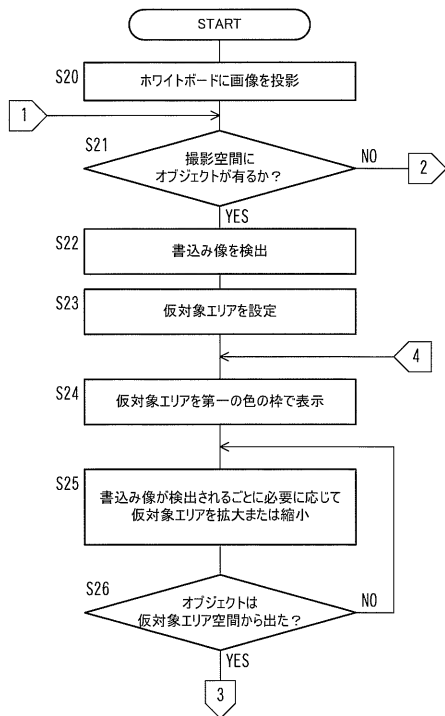 START
S20
ホワイトボードに画像を投影
1
S21
撮影空間に
オブジェクトが有るか？
NO
2
YES
S22
書込み像を検出
S23
仮対象エリアを設定
4
S24
仮対象エリアを第一の色の枠で表示
S25
書込み像が検出されるごとに必要に応じて
仮対象エリアを拡大または縮小
S26
オブジェクトは
仮対象エリア空間から出た？
NO
YES
3